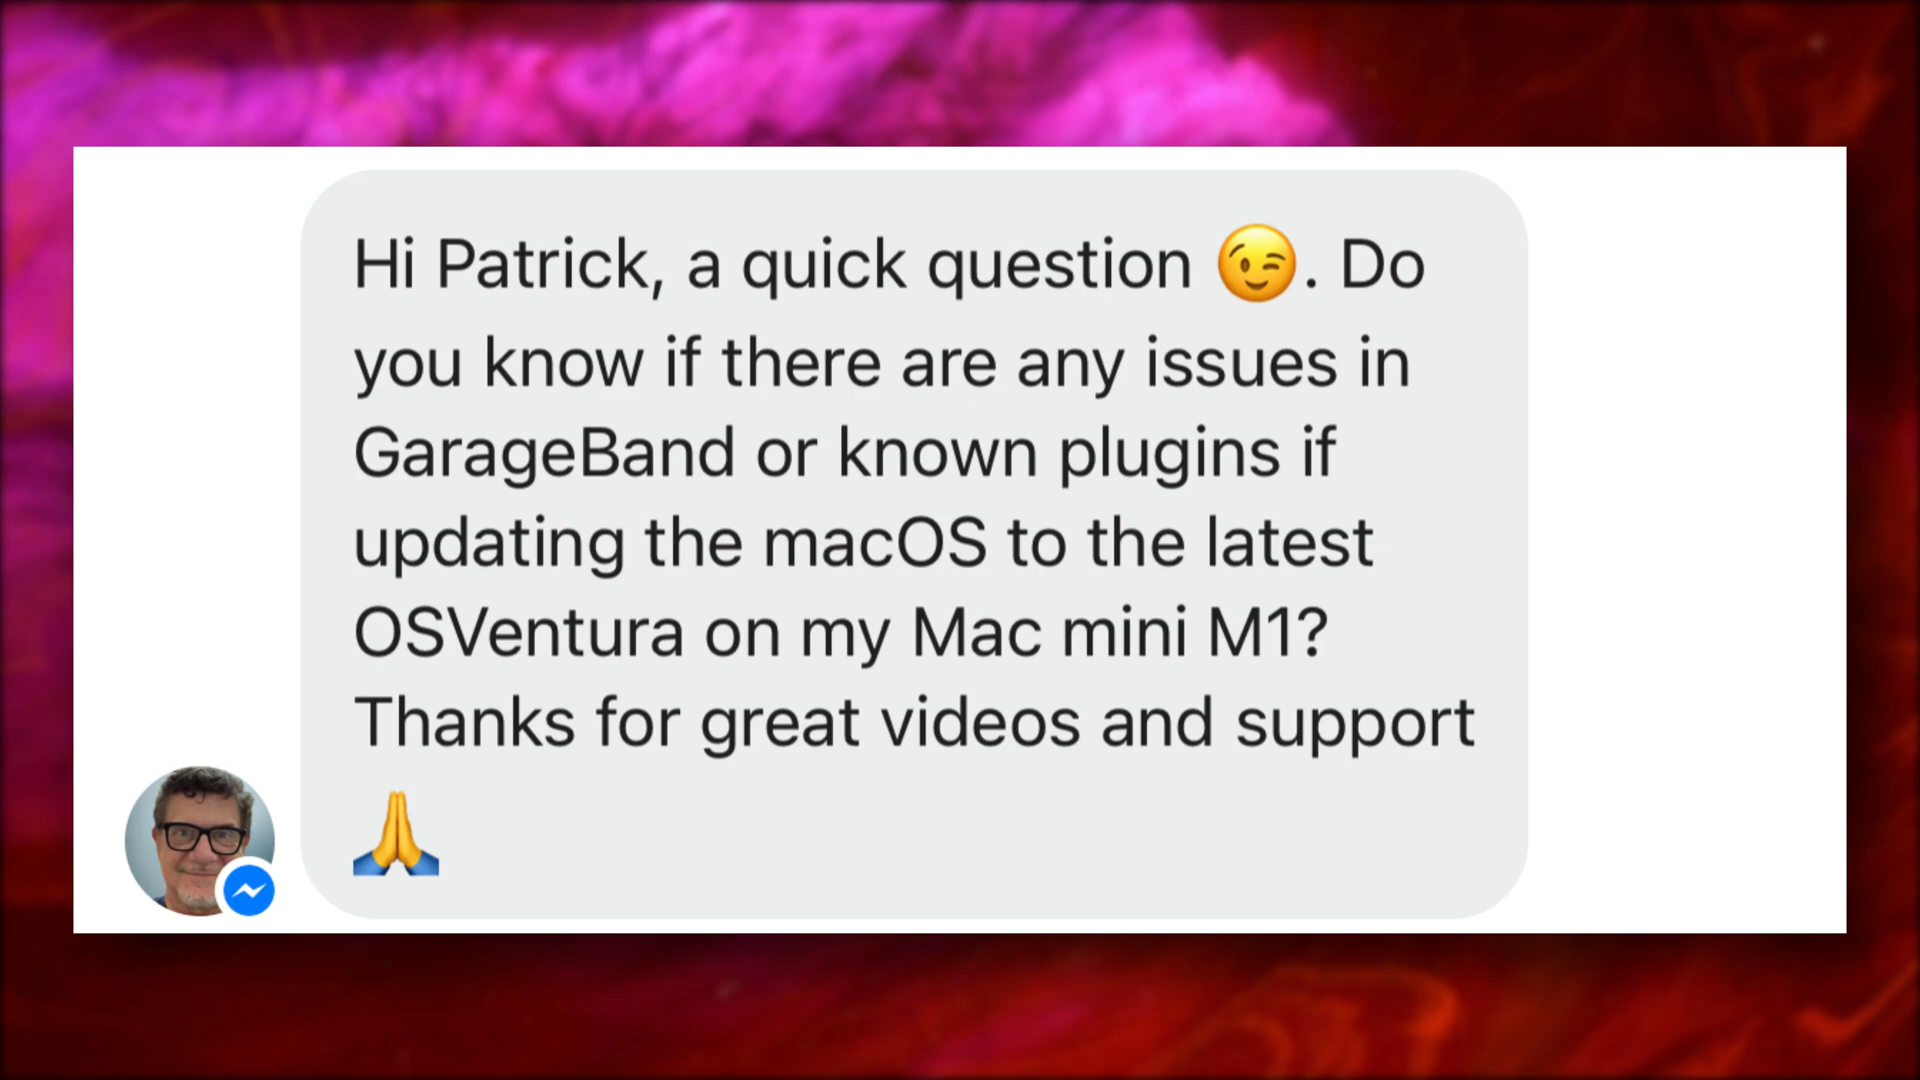 Hi Patrick, a quick question 😉. Do
you know if there are any issues in
GarageBand or known plugins if
updating the macOS to the latest
OSVentura on my Mac mini M1?
Thanks for great videos and support
🙏